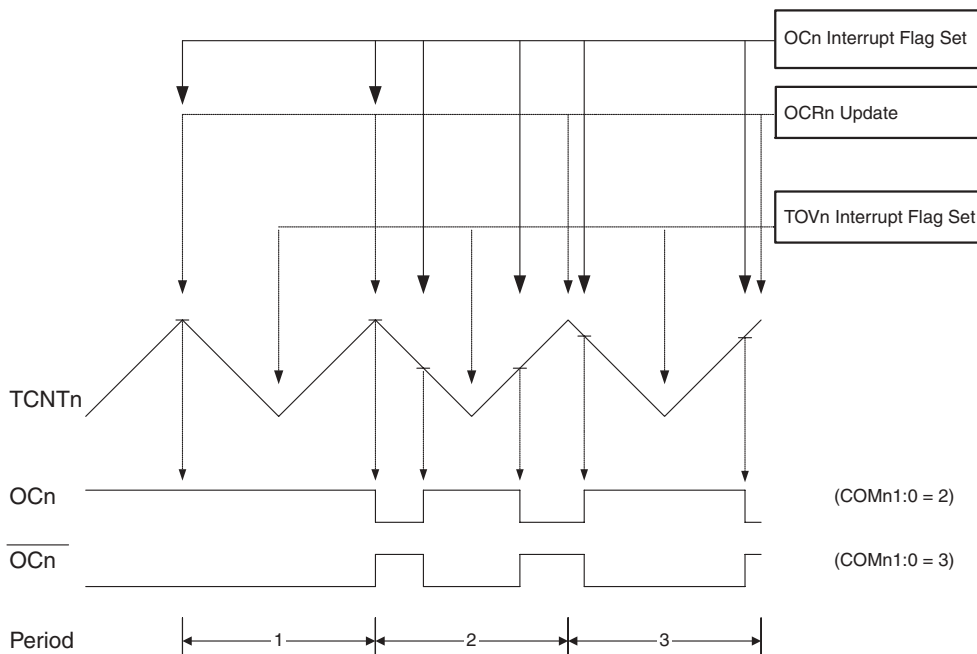 OCn Interrupt Flag Set
OCRn Update
TOVn Interrupt Flag Set
TCNTn
OCn
(COMn1:0 = 2)
OCn
(COMn1:0 = 3)
Period
1
2
3